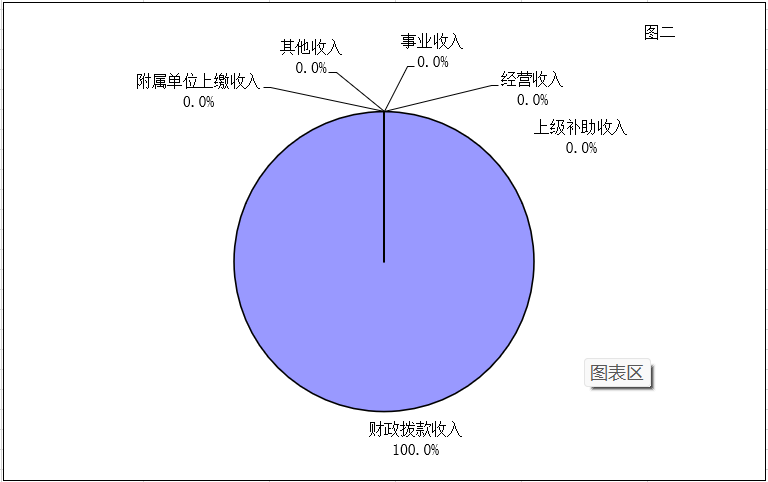 图二
其他收入
0.0%
事业收入
0.0%
附属单位上缴收入
0.0%
经营收入
0.0%
上级补助收入
0.0%
图表区
财政拨款收入
100.0%